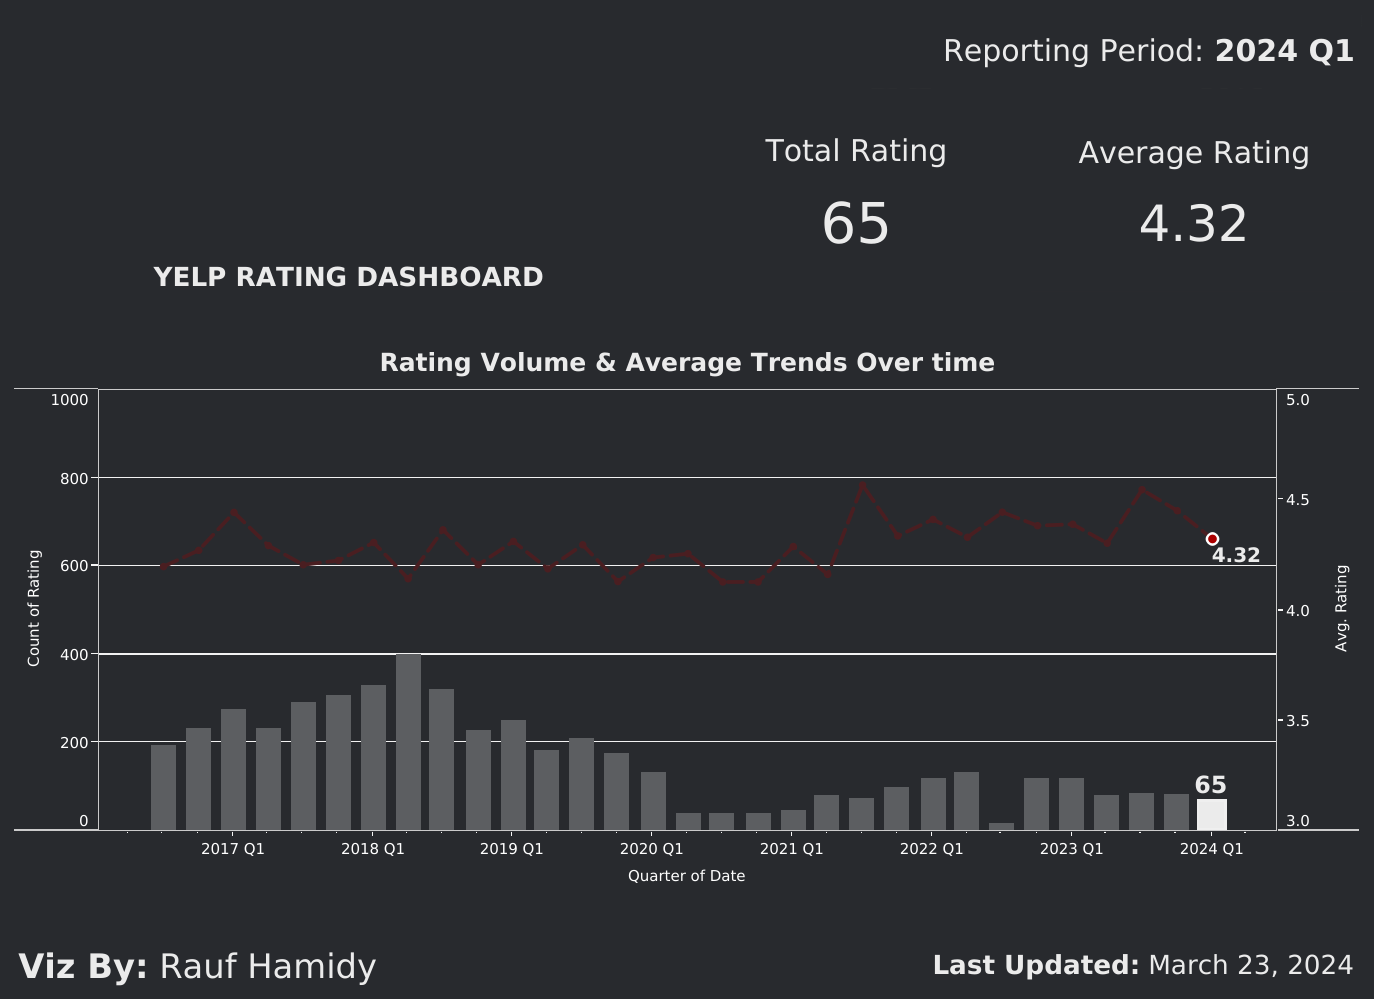 Reporting Period: 2024 Q1
Total Rating
Average Rating
65
4.32
YELP RATING DASHBOARD
Rating Volume & Average Trends Over time
1000
800
600
400
200
0
Count of Rating
5.0
4.5
4.0
3.5
3.0
Avg. Rating
4.32
65
2017 Q1
2018 Q1
2019 Q1
2020 Q1
2021 Q1
2022 Q1
2023 Q1
2024 Q1
Quarter of Date
Viz By: Rauf Hamidy
Last Updated: March 23, 2024